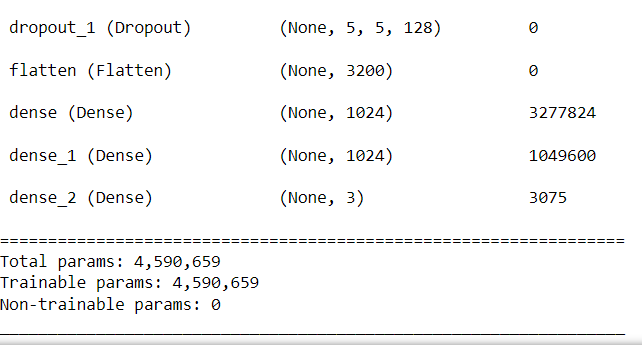 dropout_1 (Dropout) (None, 5, 5, 128) 0
flatten (Flatten) (None, 3200) 0
dense (Dense) (None, 1024) 3277824
dense_1 (Dense) (None, 1024) 1049600
dense_2 (Dense) (None, 3) 3075
=================================================================
Total params: 4,590,659
Trainable params: 4,590,659
Non-trainable params: 0
_________________________________________________________________